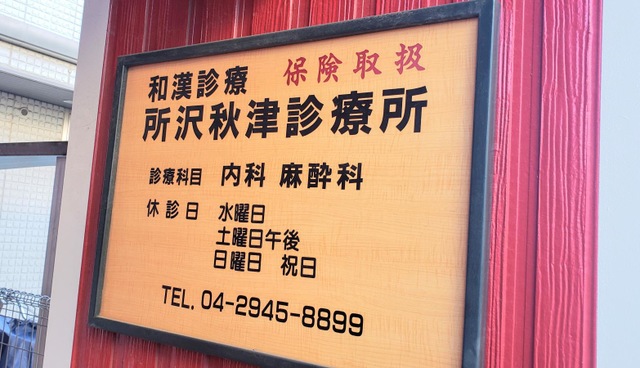 和漢診療 保険取扱
所沢秋津診療所
診療科目 内科 麻酔科
休診日 水曜日
土曜日午後
日曜日 祝日
TEL. 04-2945-8899